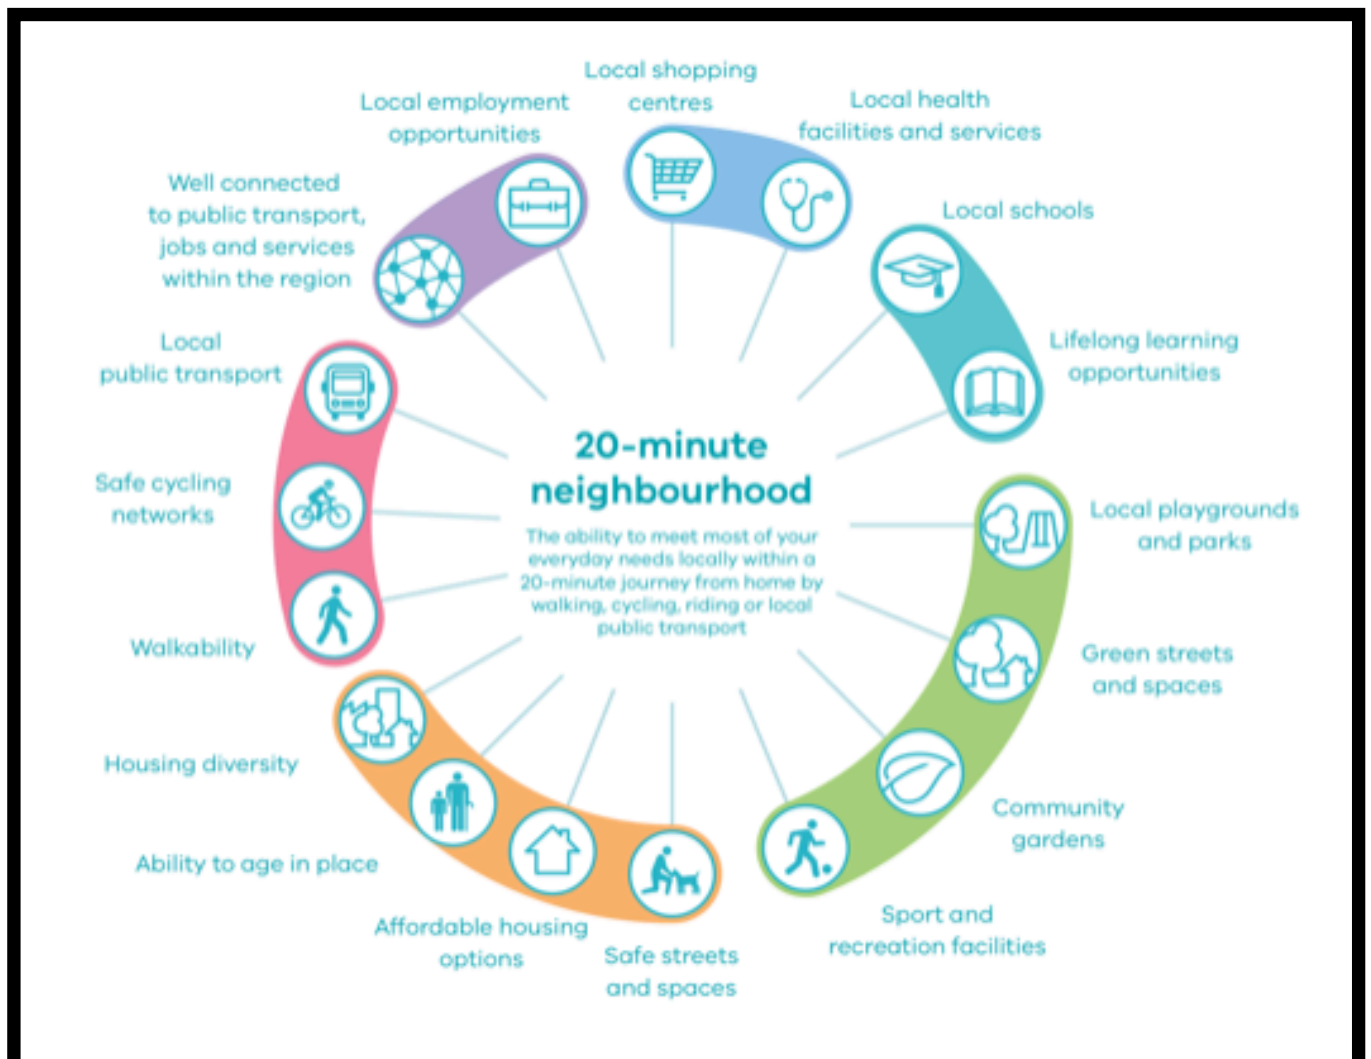 Local shopping
centres
Local health
facilities and services
Local schools
Lifelong learning
opportunities
Local playgrounds
and parks
Green streets
and spaces
Community
gardens
Sport and
recreation facilities
Safe streets
and spaces
Affordable housing
options
Ability to age in place
Housing diversity
Walkability
Safe cycling
networks
Local
public transport
Well connected
to public transport,
jobs and services
within the region
Local employment
opportunities
20-minute
neighbourhood
The ability to meet most of your
everyday needs locally within a
20-minute journey from home by
walking, cycling, riding or local
public transport